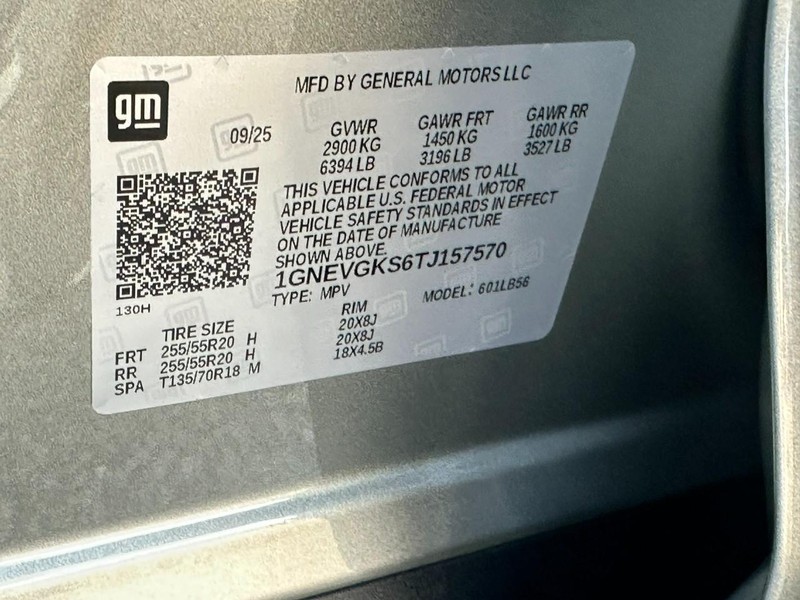 gm
MFD BY GENERAL MOTORS LLC
09/25
GVWR
2900 KG
6394 LB
GAWR FRT
1450 KG
3196 LB
GAWR RR
1600 KG
3527 LB
THIS VEHICLE CONFORMS TO ALL
APPLICABLE U.S. FEDERAL MOTOR
VEHICLE SAFETY STANDARDS IN EFFECT
ON THE DATE OF MANUFACTURE
SHOWN ABOVE.
1GNEVGKS6TJ157570
TYPE: MPV MODEL: 601LB56
130H
TIRE SIZE RIM
FRT 255/55R20 H 20X8J
RR 255/55R20 H 20X8J
SPA T135/70R18 M 18X4.5B